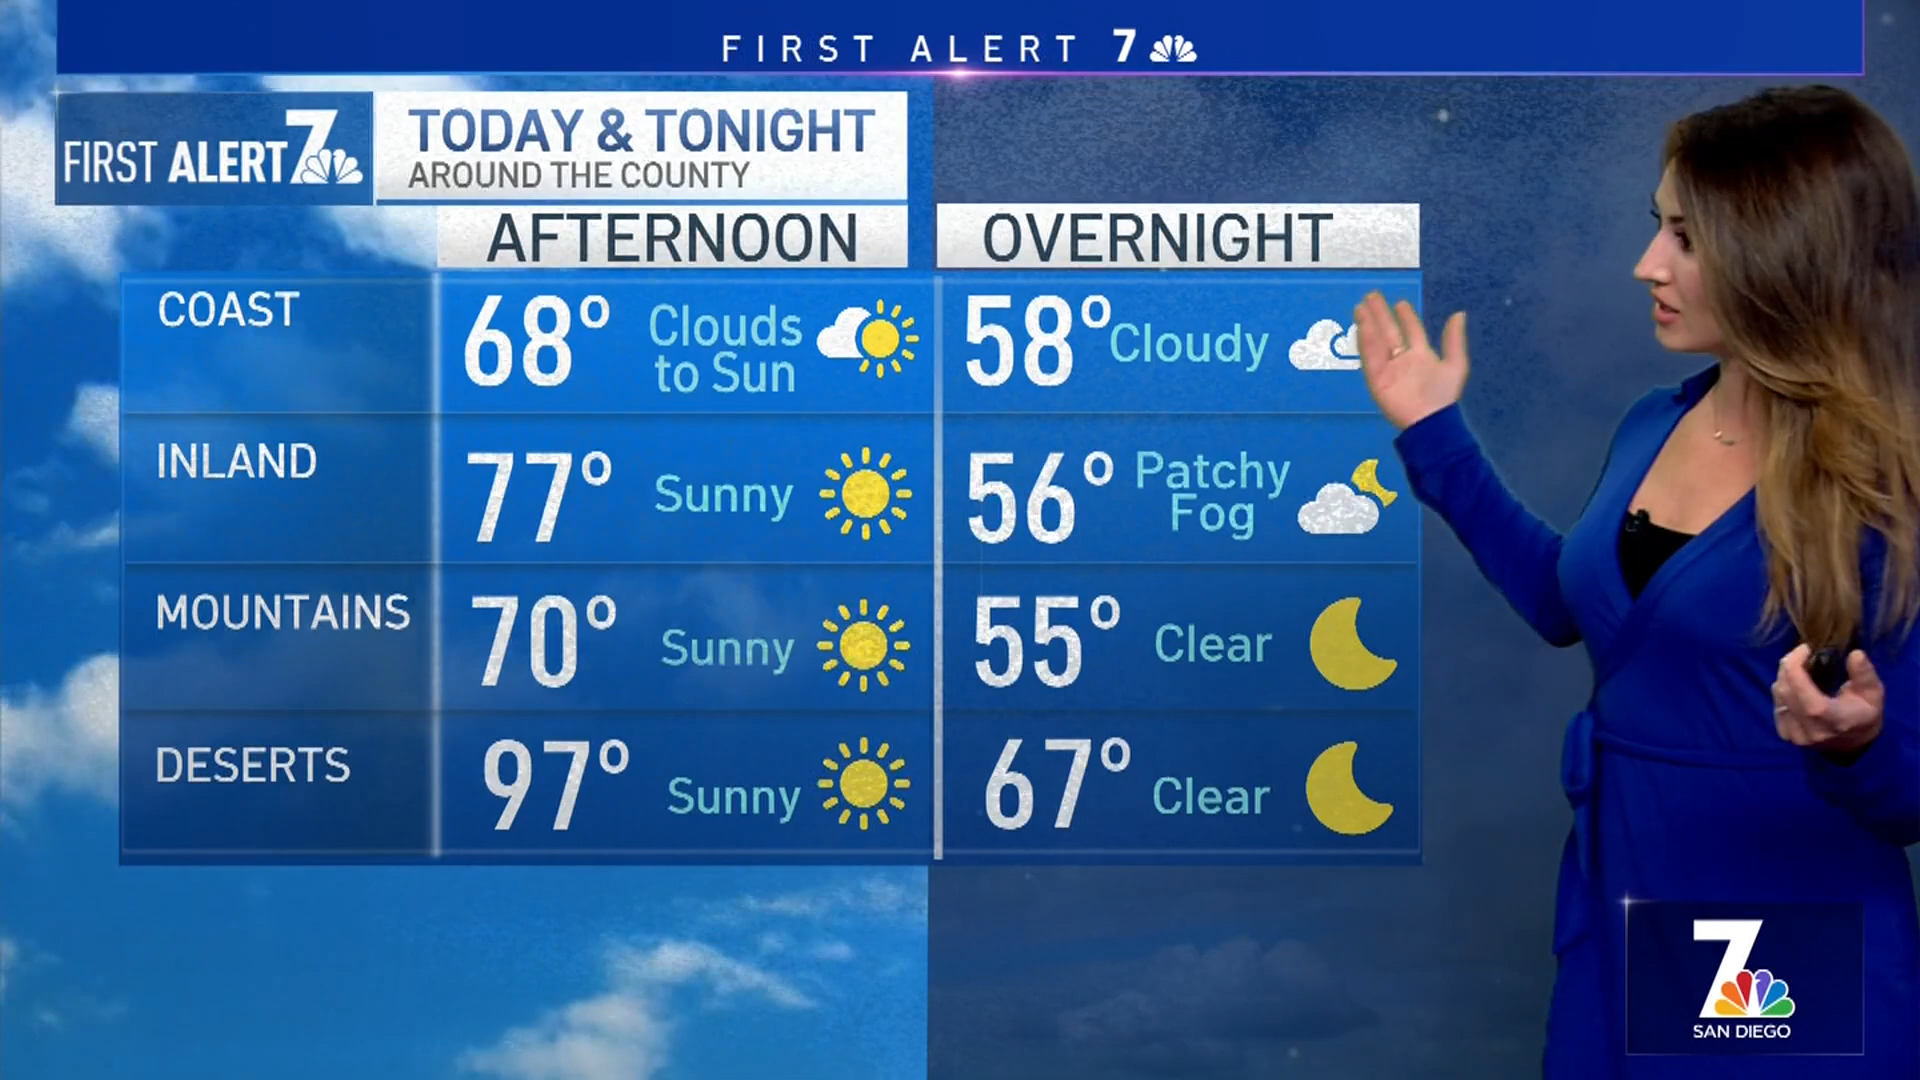 FIRST ALERT 7
FIRST ALERT 7
TODAY & TONIGHT
AROUND THE COUNTY
AFTERNOON
OVERNIGHT
COAST
68°
Clouds
to Sun
58°
Cloudy
INLAND
77°
Sunny
56°
Patchy
Fog
MOUNTAINS
70°
Sunny
55°
Clear
DESERTS
97°
Sunny
67°
Clear
7
SAN DIEGO